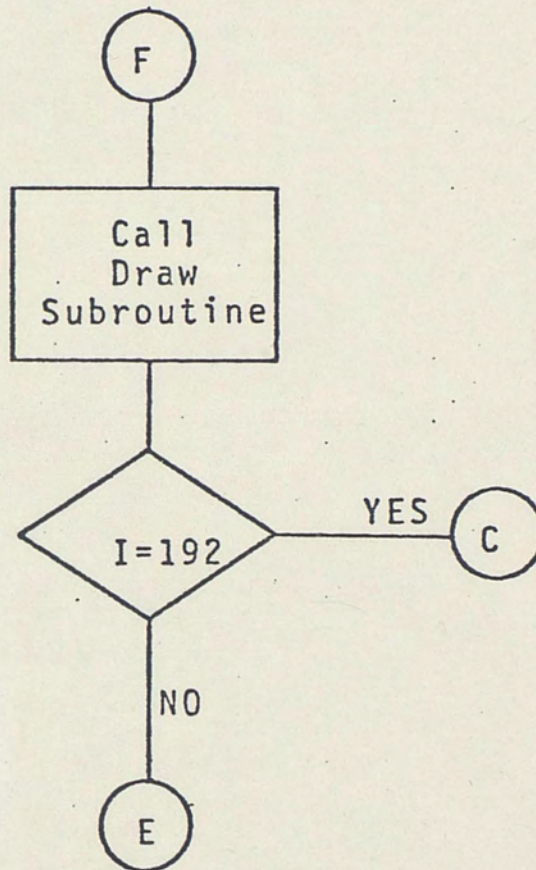 F
Call
Draw
Subroutine
I=192
YES
C
NO
E